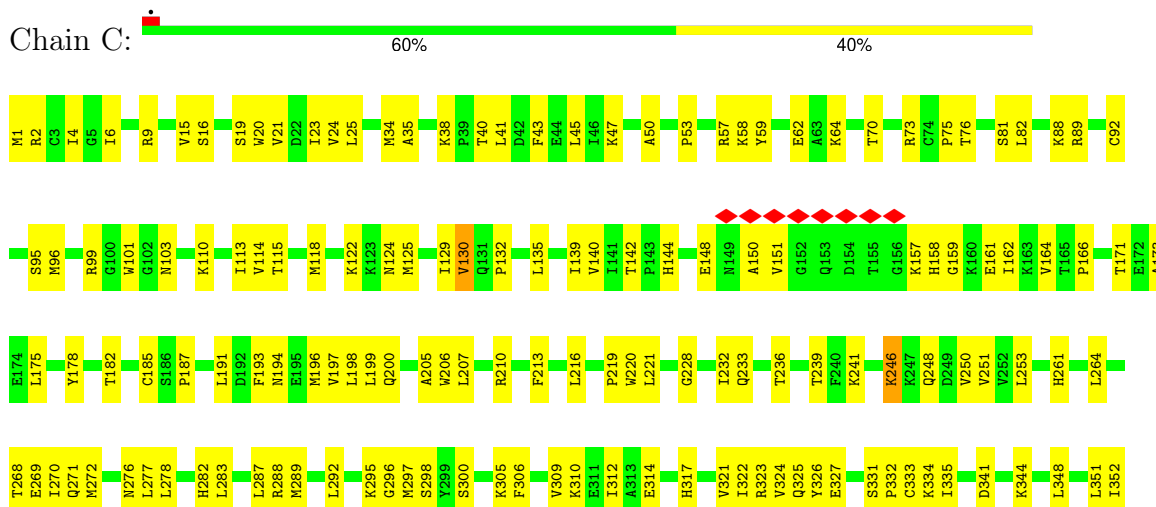 Chain C:
60% 40%
M1 R2 C3 I4 G5 I6 R9 V15 S16 S19 W20 V21 D22 I23 V24 L25 M34 A35 K38 P39 T40 L41 D42 F43 E44 L45 I46 K47 A50 P53 R57 K58 Y59 E62 A63 K64 T70 R73 C74 P75 T76 S81 L82 K88 R89 C92
S95 M96 R99 G100 W101 G102 N103 K110 I113 V114 T115 M118 K122 K123 N124 M125 I129 V130 Q131 P132 L135 I139 V140 I141 T142 P143 H144 E148 N149 A150 V151 G152 Q153 D154 T155 G156 K157 H158 G159 K160 E161 I162 K163 V164 T165 P166 T171 E172 A173
E174 L175 Y178 T182 C185 S186 P187 L191 D192 F193 N194 E195 M196 V197 L198 L199 Q200 A205 W206 L207 R210 F213 L216 P219 W220 L221 G228 I232 Q233 T236 T239 F240 K241 K246 K247 Q248 D249 V250 V251 V252 L253 H261 L264
T268 E269 I270 Q271 M272 N276 L277 L278 H282 L283 L287 R288 M289 L292 K295 G296 M297 S298 Y299 S300 K305 F306 V309 K310 E311 I312 A313 E314 H317 V321 I322 R323 V324 Q325 Y326 E327 S331 P332 C333 K334 I335 D341 K344 L348 L351 I352